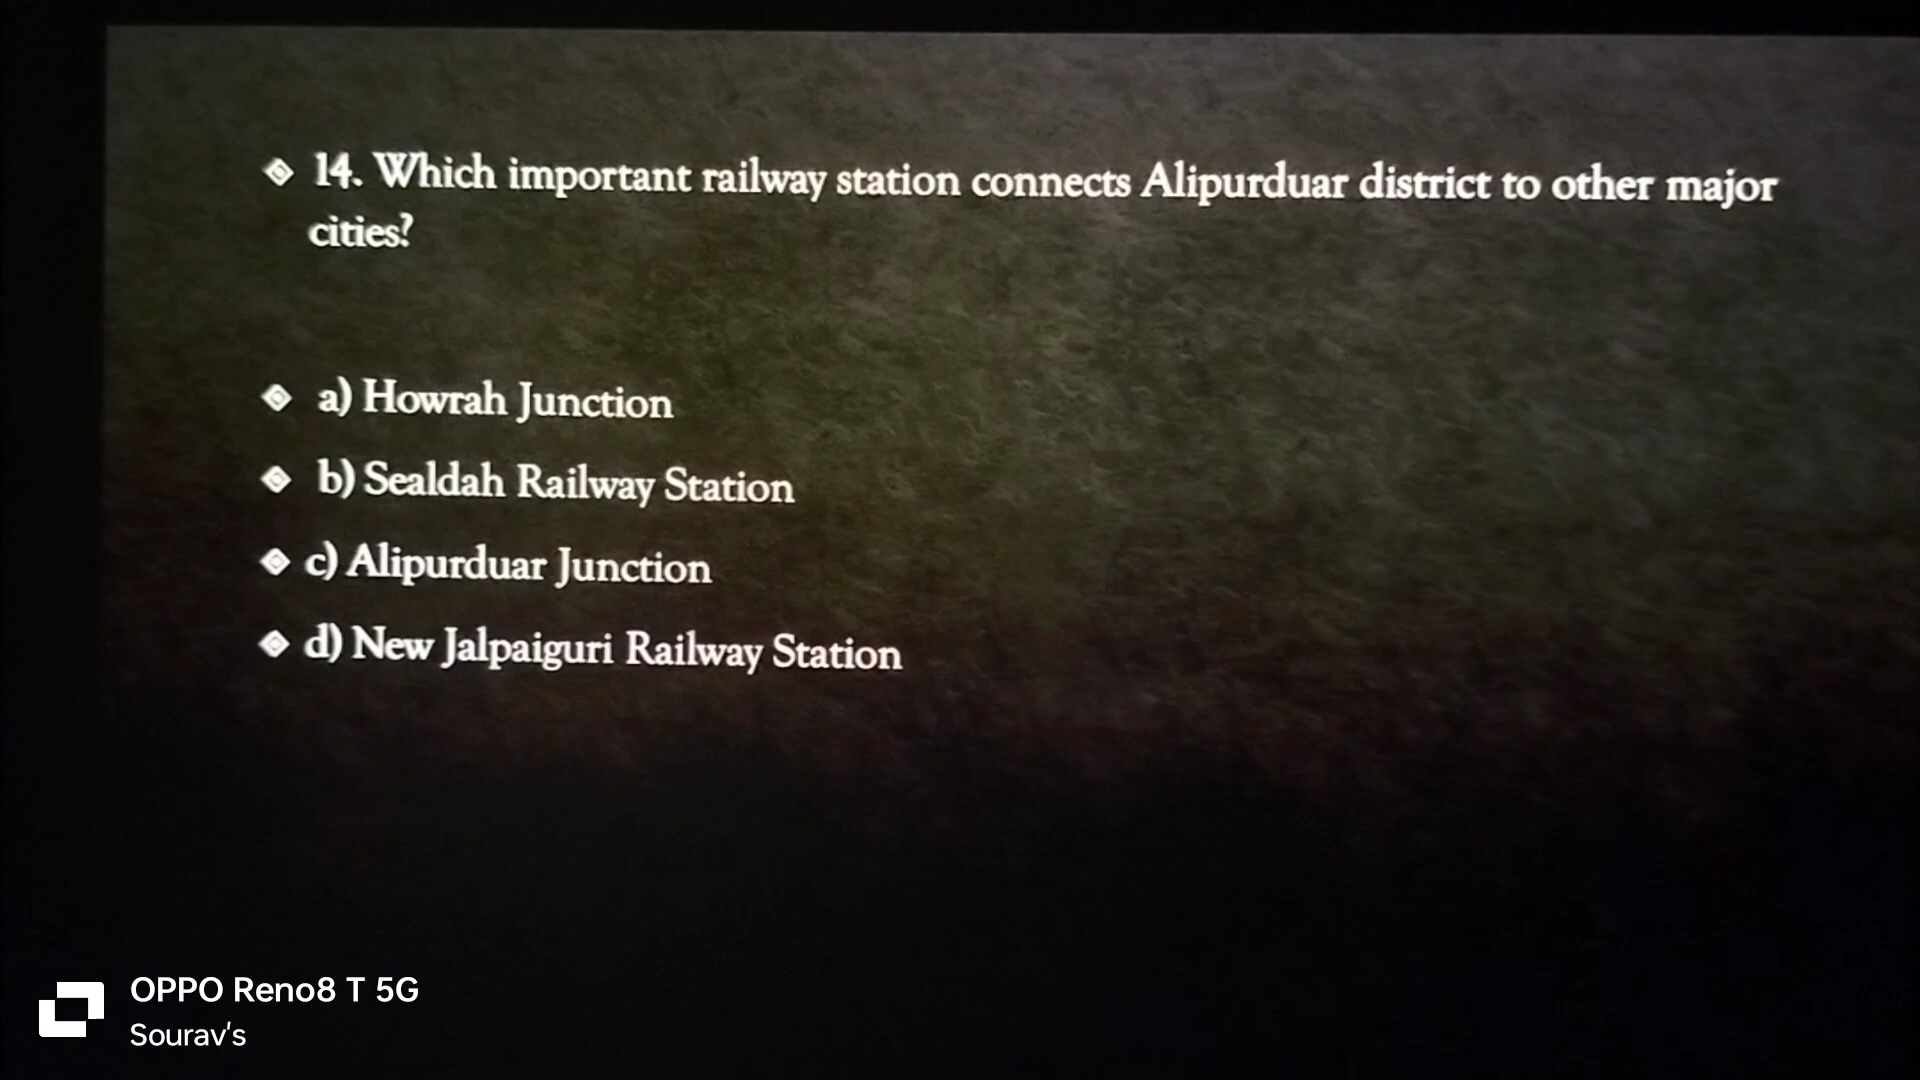 14. Which important railway station connects Alipurduar district to other major
cities?
a) Howrah Junction
b) Sealdah Railway Station
c) Alipurduar Junction
d) New Jalpaiguri Railway Station
OPPO Reno8 T 5G
Sourav's